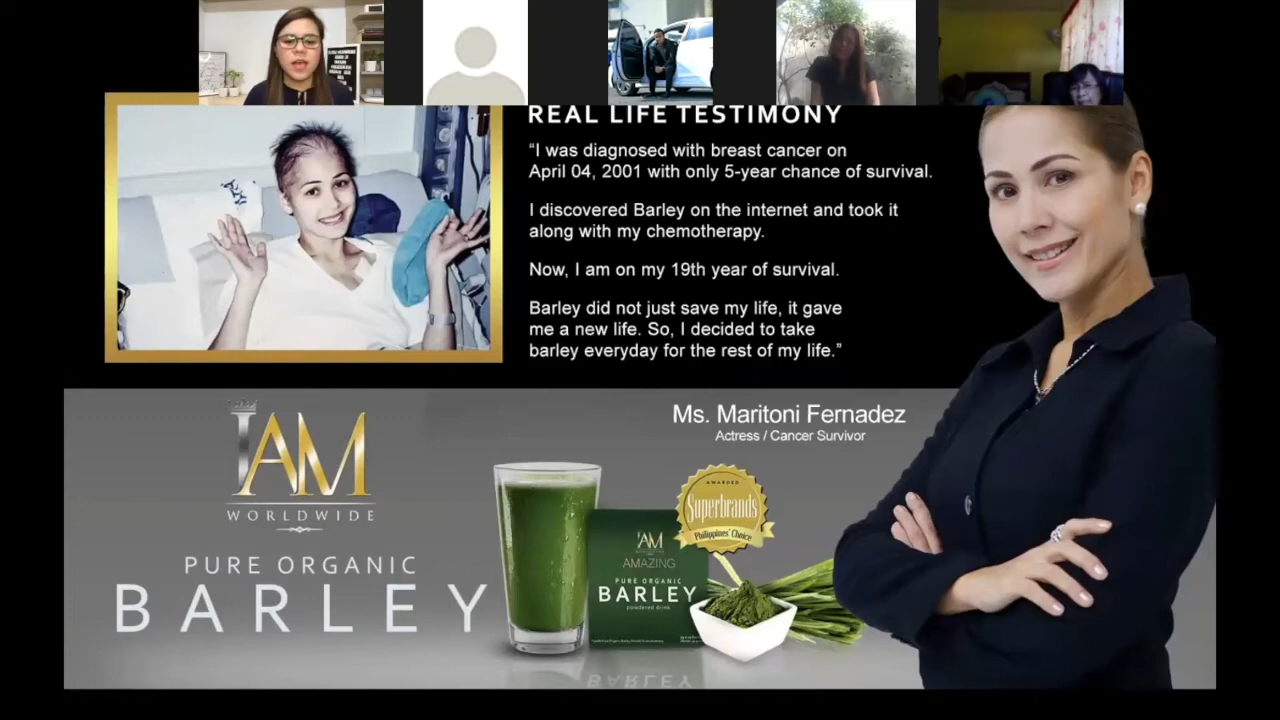 REAL LIFE TESTIMONY
“I was diagnosed with breast cancer on
April 04, 2001 with only 5-year chance of survival.
I discovered Barley on the internet and took it
along with my chemotherapy.
Now, I am on my 19th year of survival.
Barley did not just save my life, it gave
me a new life. So, I decided to take
barley everyday for the rest of my life.”
Ms. Maritoni Fernadez
Actress / Cancer Survivor
IAM
WORLDWIDE
PURE ORGANIC
BARLEY
AWARDED
Superbrands
Philippines' Choice
IAM
AMAZING
PURE ORGANIC
BARLEY
powdered drink
BARLEY